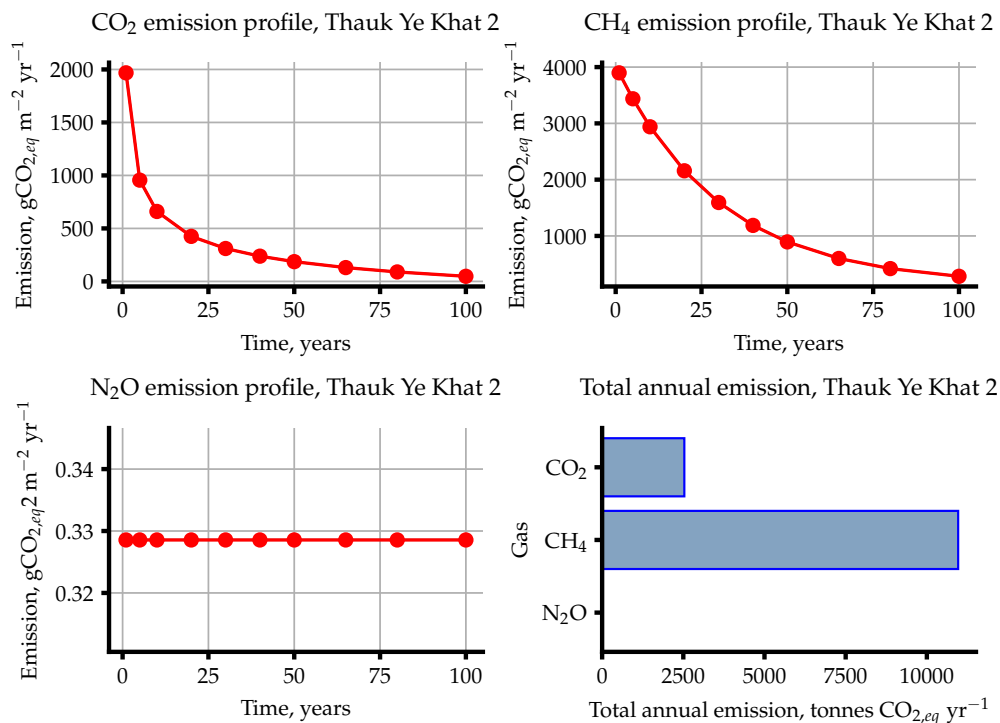 CO₂ emission profile, Thauk Ye Khat 2
Emission, gCO₂,eq m⁻² yr⁻¹
2000
1500
1000
500
0
0 25 50 75 100
Time, years
CH₄ emission profile, Thauk Ye Khat 2
Emission, gCO₂,eq m⁻² yr⁻¹
4000
3000
2000
1000
0 25 50 75 100
Time, years
N₂O emission profile, Thauk Ye Khat 2
Emission, gCO₂,eq2 m⁻² yr⁻¹
0.34
0.33
0.32
0 25 50 75 100
Time, years
Total annual emission, Thauk Ye Khat 2
Gas
CO₂
CH₄
N₂O
0 2500 5000 7500 10000
Total annual emission, tonnes CO₂,eq yr⁻¹